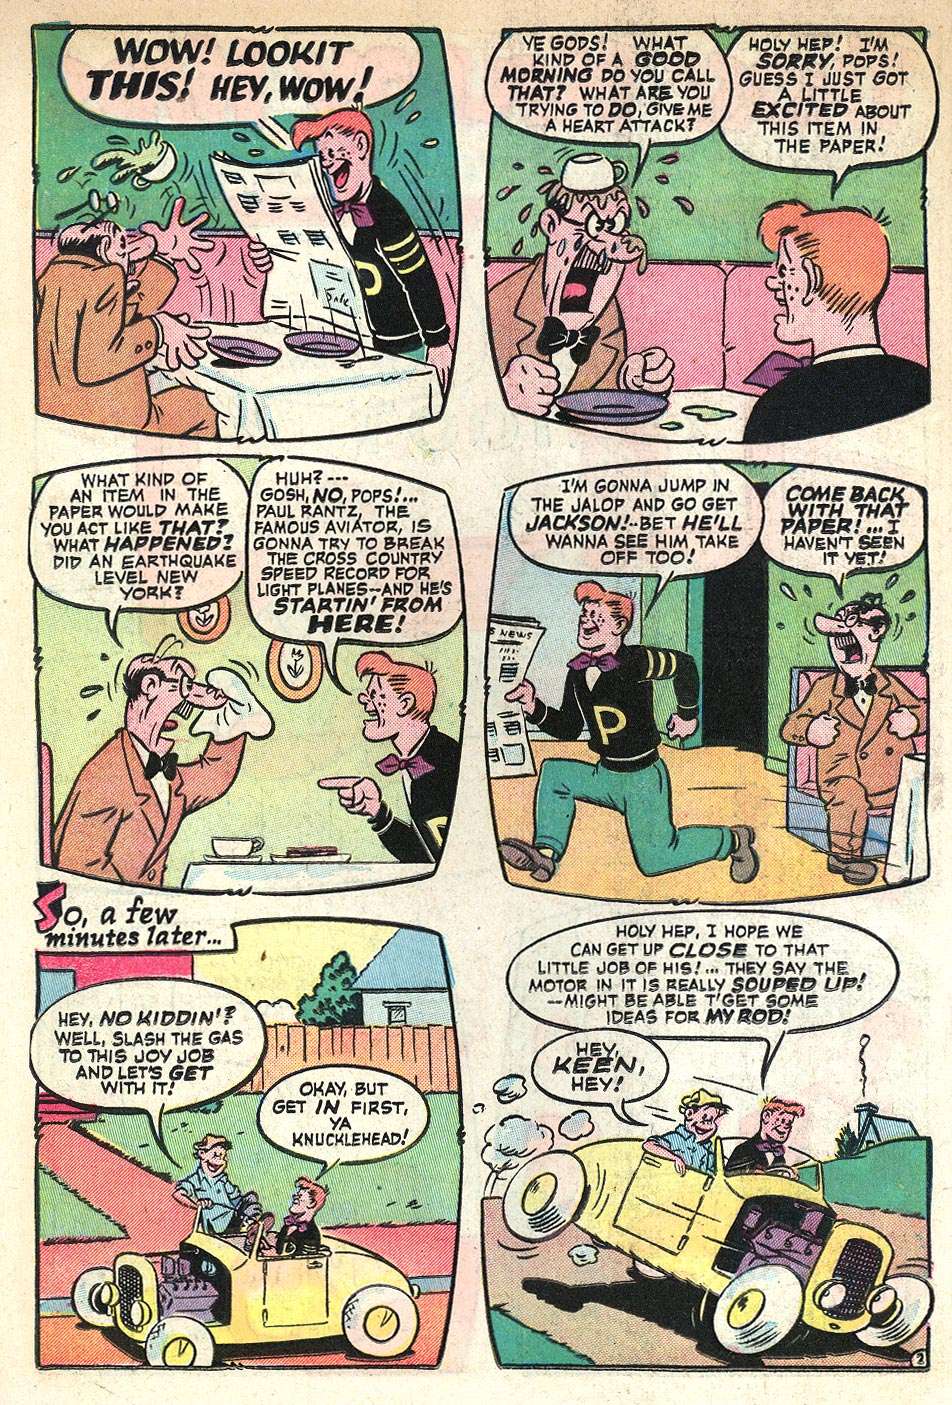 WOW! LOOKIT
THIS! HEY, WOW!
Sale
P
YE GODS! WHAT
KIND OF A GOOD
MORNING DO YOU CALL
THAT? WHAT ARE YOU
TRYING TO DO, GIVE ME
A HEART ATTACK?
HOLY HEP! I'M
SORRY, POPS!
GUESS I JUST GOT
A LITTLE
EXCITED ABOUT
THIS ITEM IN
THE PAPER!
WHAT KIND OF
AN ITEM IN THE
PAPER WOULD MAKE
YOU ACT LIKE THAT?
WHAT HAPPENED?
DID AN EARTHQUAKE
LEVEL NEW
YORK?
HUH?---
GOSH, NO, POPS!...
PAUL RANTZ, THE
FAMOUS AVIATOR, IS
GONNA TRY TO BREAK
THE CROSS COUNTRY
SPEED RECORD FOR
LIGHT PLANES--AND HE'S
STARTIN' FROM
HERE!
P
I'M GONNA JUMP IN
THE JALOP AND GO GET
JACKSON!--BET HE'LL
WANNA SEE HIM TAKE
OFF TOO!
COME BACK
WITH THAT
PAPER!... I
HAVEN'T SEEN
IT YET!
S NEWS
P
SO, a few
minutes later...
HEY, NO KIDDIN'?
WELL, SLASH THE GAS
TO THIS JOY JOB
AND LET'S GET
WITH IT!
OKAY, BUT
GET IN FIRST,
YA
KNUCKLEHEAD!
HOLY HEP, I HOPE WE
CAN GET UP CLOSE TO THAT
LITTLE JOB OF HIS!... THEY SAY THE
MOTOR IN IT IS REALLY SOUPED UP!
--MIGHT BE ABLE T'GET SOME
IDEAS FOR MY ROD!
HEY,
KEEN,
HEY!
2